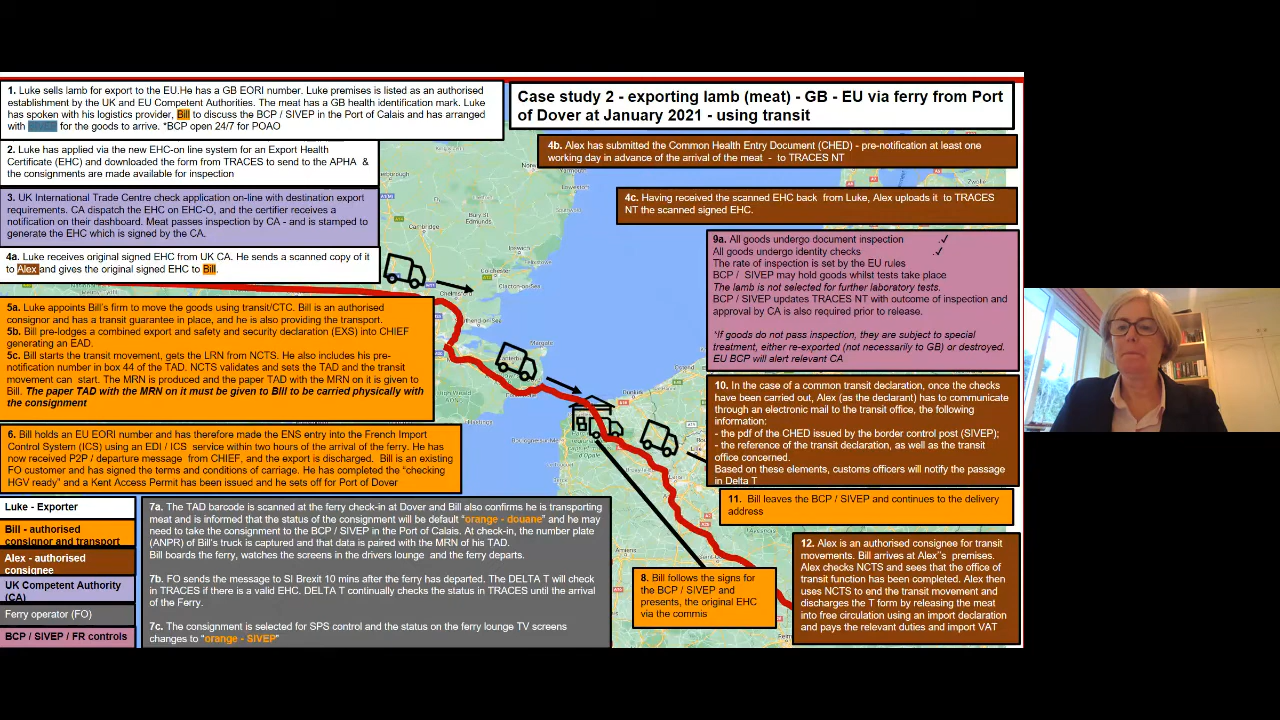 1. Luke sells lamb for export to the EU.He has a GB EORI number. Luke premises is listed as an authorised
establishment by the UK and EU Competent Authorities. The meat has a GB health identification mark. Luke
has spoken with his logistics provider, Bill to discuss the BCP / SIVEP in the Port of Calais and has arranged
with for the goods to arrive. *BCP open 24/7 for POAO
Case study 2 - exporting lamb (meat) - GB - EU via ferry from Port
of Dover at January 2021 - using transit
2. Luke has applied via the new EHC-on line system for an Export Health
Certificate (EHC) and downloaded the form from TRACES to send to the APHA &
the consignments are made available for inspection
3. UK International Trade Centre check application on-line with destination export
requirements. CA dispatch the EHC on EHC-O, and the certifier receives a
notification on their dashboard. Meat passes inspection by CA - and is stamped to
generate the EHC which is signed by the CA.
4a. Luke receives original signed EHC from UK CA. He sends a scanned copy of it
to Alex and gives the original signed EHC to Bill.
4b. Alex has submitted the Common Health Entry Document (CHED) - pre-notification at least one
working day in advance of the arrival of the meat - to TRACES NT
4c. Having received the scanned EHC back from Luke, Alex uploads it to TRACES
NT the scanned signed EHC.
5a. Luke appoints Bill's firm to move the goods using transit/CTC. Bill is an authorised
consignor and has a transit guarantee in place, and he is also providing the transport.
5b. Bill pre-lodges a combined export and safety and security declaration (EXS) into CHIEF
generating an EAD.
5c. Bill starts the transit movement, gets the LRN from NCTS. He also includes his pre-
notification number in box 44 of the TAD. NCTS validates and sets the TAD and the transit
movement can start. The MRN is produced and the paper TAD with the MRN on it is given to
Bill. The paper TAD with the MRN on it must be given to Bill to be carried physically with
the consignment
6. Bill holds an EU EORI number and has therefore made the ENS entry into the French Import
Control System (ICS) using an EDI / ICS service within two hours of the arrival of the ferry. He has
now received P2P / departure message from CHIEF, and the export is discharged. Bill is an existing
FO customer and has signed the terms and conditions of carriage. He has completed the “checking
HGV ready” and a Kent Access Permit has been issued and he sets off for Port of Dover
Luke - Exporter
Bill - authorised
consignor and transport
Alex - authorised
consignee
UK Competent Authority
(CA)
Ferry operator (FO)
BCP / SIVEP / FR controls
7a. The TAD barcode is scanned at the ferry check-in at Dover and Bill also confirms he is transporting
meat and is informed that the status of the consignment will be default “orange - douane” and he may
need to take the consignment to the BCP / SIVEP in the Port of Calais. At check-in, the number plate
(ANPR) of Bill's truck is captured and that data is paired with the MRN of his TAD.
Bill boards the ferry, watches the screens in the drivers lounge and the ferry departs.
7b. FO sends the message to SI Brexit 10 mins after the ferry has departed. The DELTA T will check
in TRACES if there is a valid EHC. DELTA T continually checks the status in TRACES until the arrival
of the Ferry.
7c. The consignment is selected for SPS control and the status on the ferry lounge TV screens
changes to “orange - SIVEP”
8. Bill follows the signs for
the BCP / SIVEP and
presents, the original EHC
via the commis
9a. All goods undergo document inspection ✓
All goods undergo identity checks .✓
The rate of inspection is set by the EU rules
BCP / SIVEP may hold goods whilst tests take place
The lamb is not selected for further laboratory tests.
BCP / SIVEP updates TRACES NT with outcome of inspection and
approval by CA is also required prior to release.
*If goods do not pass inspection, they are subject to special
treatment, either re-exported (not necessarily to GB) or destroyed.
EU BCP will alert relevant CA
10. In the case of a common transit declaration, once the checks
have been carried out, Alex (as the declarant) has to communicate
through an electronic mail to the transit office, the following
information:
- the pdf of the CHED issued by the border control post (SIVEP);
- the reference of the transit declaration, as well as the transit
office concerned.
Based on these elements, customs officers will notify the passage
in Delta T
11. Bill leaves the BCP / SIVEP and continues to the delivery
address
12. Alex is an authorised consignee for transit
movements. Bill arrives at Alex"s premises.
Alex checks NCTS and sees that the office of
transit function has been completed. Alex then
uses NCTS to end the transit movement and
discharges the T form by releasing the meat
into free circulation using an import declaration
and pays the relevant duties and import VAT